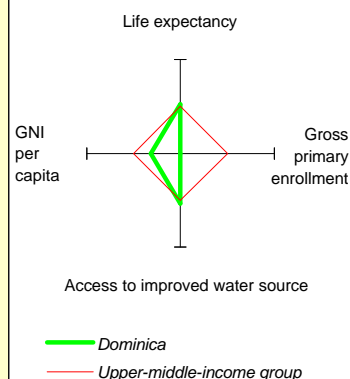 Life expectancy
GNI
per
capita
Gross
primary
enrollment
Access to improved water source
Dominica
Upper-middle-income group